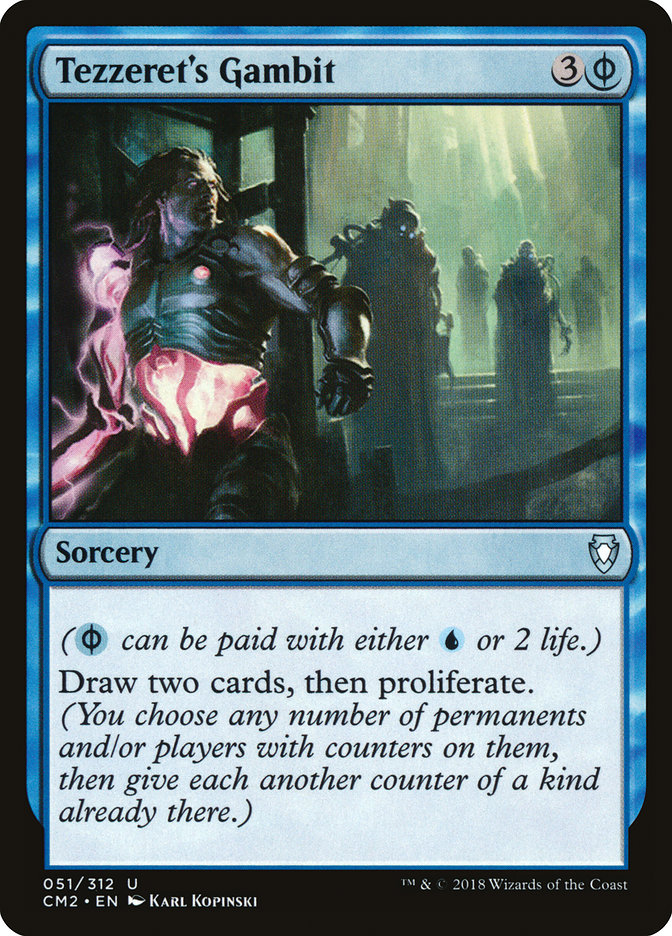 Tezzeret's Gambit 3
Sorcery
( can be paid with either or 2 life.)
Draw two cards, then proliferate.
(You choose any number of permanents
and/or players with counters on them,
then give each another counter of a kind
already there.)
051/312 U
CM2 • EN Karl Kopinski
™ & © 2018 Wizards of the Coast